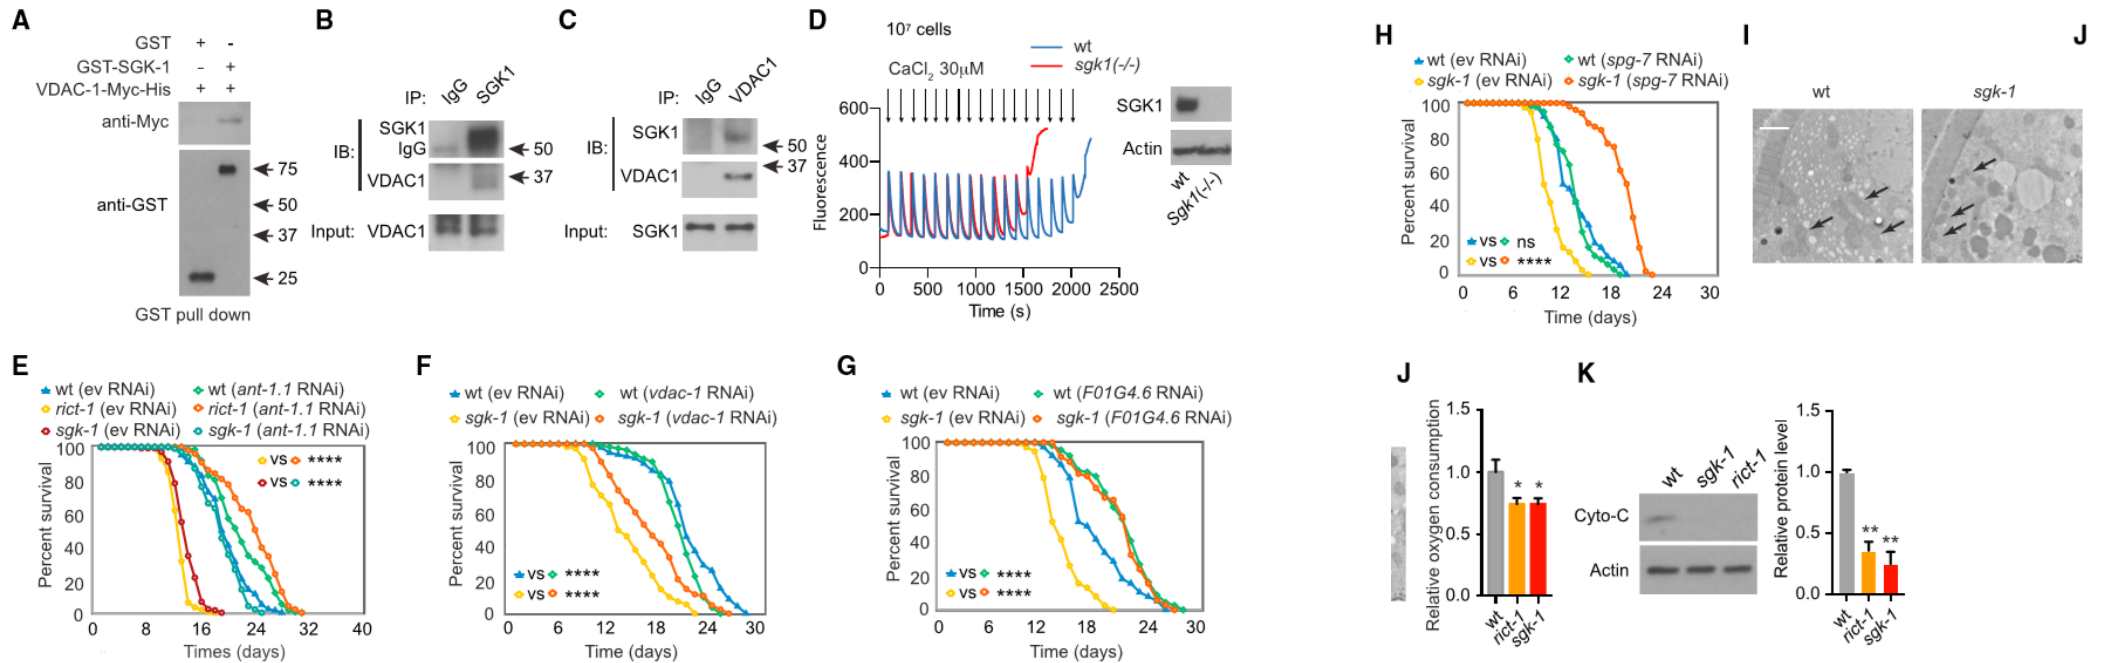 A
GST + -
GST-SGK-1 - +
VDAC-1-Myc-His + +
anti-Myc
anti-GST
75
50
37
25
GST pull down
B
IP: IgG SGK1
IB:
SGK1
IgG
50
VDAC1
37
Input: VDAC1
C
IP: IgG VDAC1
IB:
SGK1
50
37
VDAC1
Input: SGK1
D
10⁷ cells
wt
sgk1(-/-)
CaCl₂ 30µM
Fluorescence
600
400
200
0
0 500 1000 1500 2000 2500
Time (s)
SGK1
Actin
wt
Sgk1(-/-)
E
wt (ev RNAi) wt (ant-1.1 RNAi)
rict-1 (ev RNAi) rict-1 (ant-1.1 RNAi)
sgk-1 (ev RNAi) sgk-1 (ant-1.1 RNAi)
Percent survival
100
80
60
40
20
0
vs ****
vs ****
0 8 16 24 32 40
Times (days)
F
wt (ev RNAi) wt (vdac-1 RNAi)
sgk-1 (ev RNAi) sgk-1 (vdac-1 RNAi)
Percent survival
100
80
60
40
20
0
vs ****
vs ****
0 6 12 18 24 30
Time (days)
G
wt (ev RNAi) wt (F01G4.6 RNAi)
sgk-1 (ev RNAi) sgk-1 (F01G4.6 RNAi)
Percent survival
100
80
60
40
20
0
vs ****
vs ****
0 6 12 18 24 30
Time (days)
H
wt (ev RNAi) wt (spg-7 RNAi)
sgk-1 (ev RNAi) sgk-1 (spg-7 RNAi)
Percent survival
100
80
60
40
20
0
vs ns
vs ****
0 6 12 18 24 30
Time (days)
I
wt
sgk-1
J
J
Relative oxyogen consumption
1.5
1.0
0.5
0.0
* *
wt
rict-1
sgk-1
K
wt sgk-1 rict-1
Cyto-C
Actin
Relative protein level
1.5
1.0
0.5
0.0
** **
wt
rict-1
sgk-1